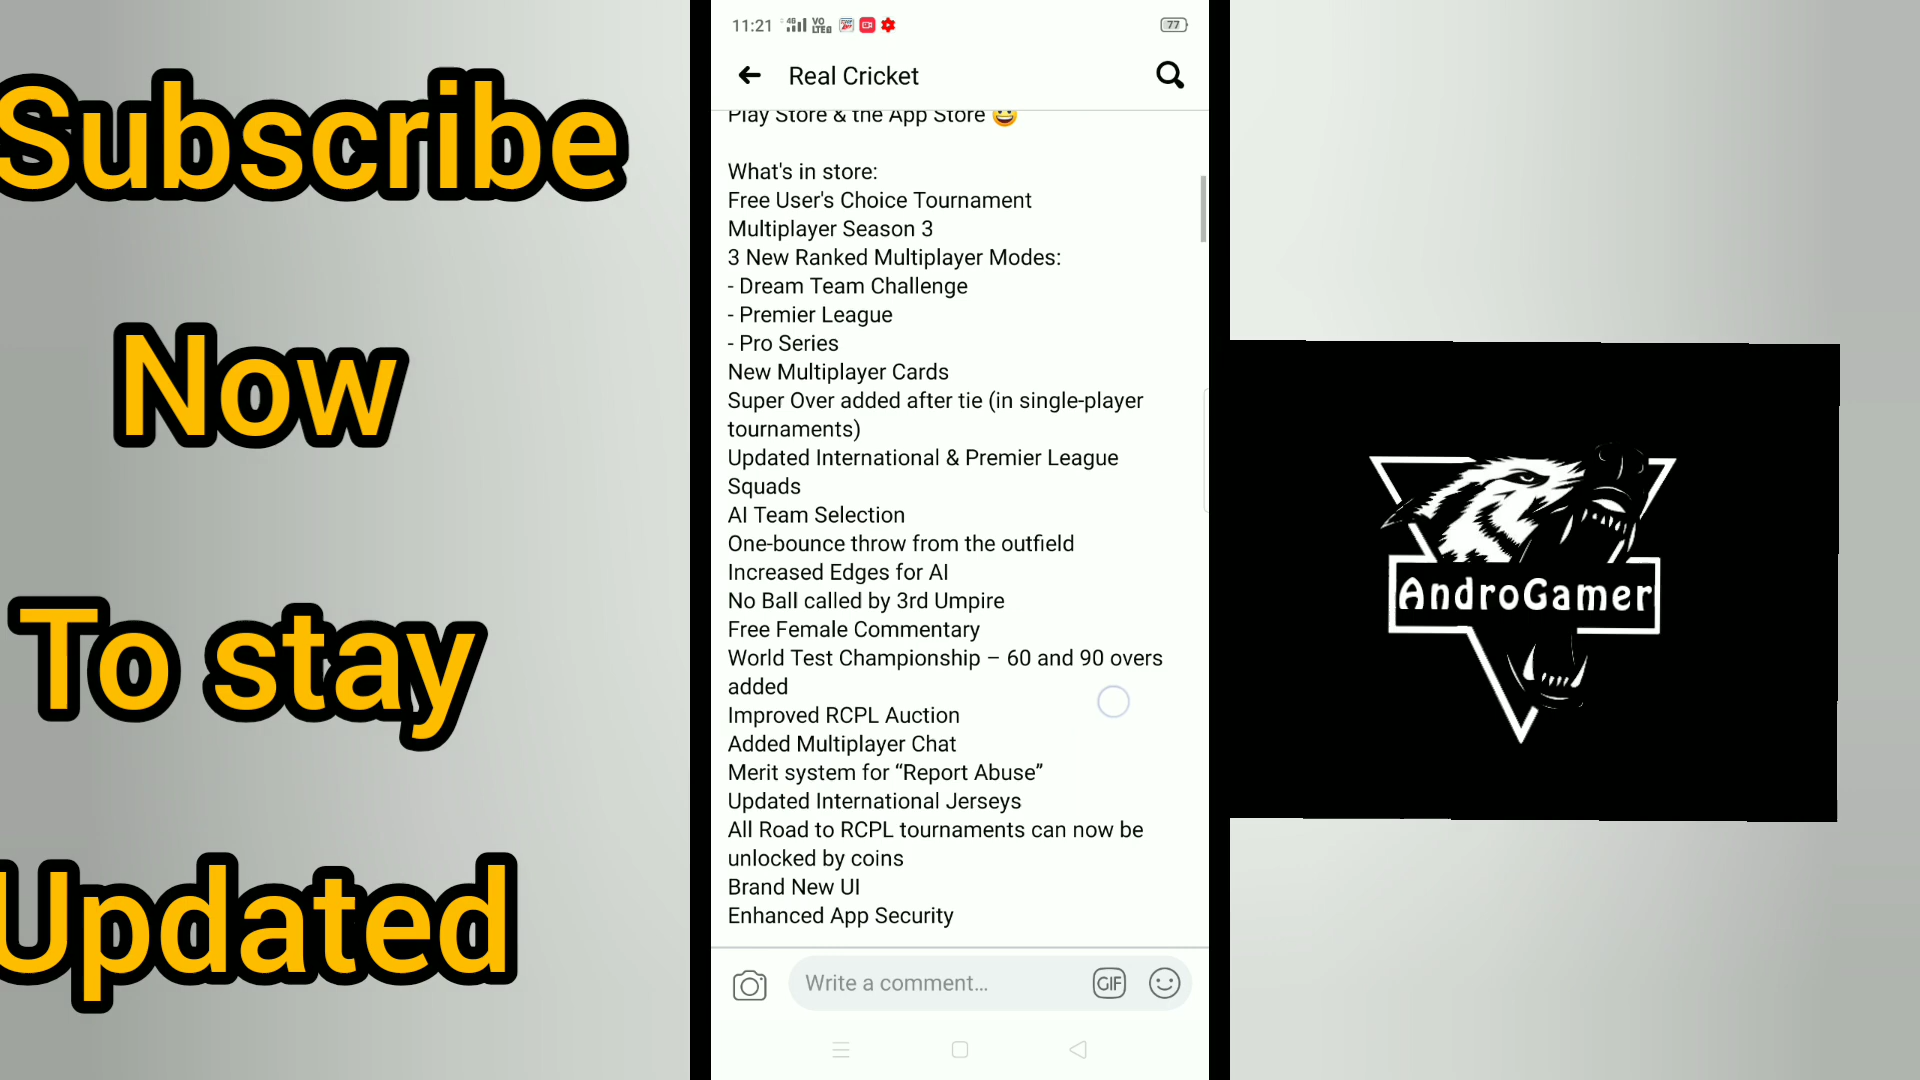 Subscribe
Now
To stay
Updated
11:21 4G VO LTE 77
Real Cricket
Play Store & the App Store 😀
What's in store:
Free User's Choice Tournament
Multiplayer Season 3
3 New Ranked Multiplayer Modes:
- Dream Team Challenge
- Premier League
- Pro Series
New Multiplayer Cards
Super Over added after tie (in single-player
tournaments)
Updated International & Premier League
Squads
AI Team Selection
One-bounce throw from the outfield
Increased Edges for AI
No Ball called by 3rd Umpire
Free Female Commentary
World Test Championship – 60 and 90 overs
added
Improved RCPL Auction
Added Multiplayer Chat
Merit system for “Report Abuse”
Updated International Jerseys
All Road to RCPL tournaments can now be
unlocked by coins
Brand New UI
Enhanced App Security
Write a comment...
GIF
AndroGamer